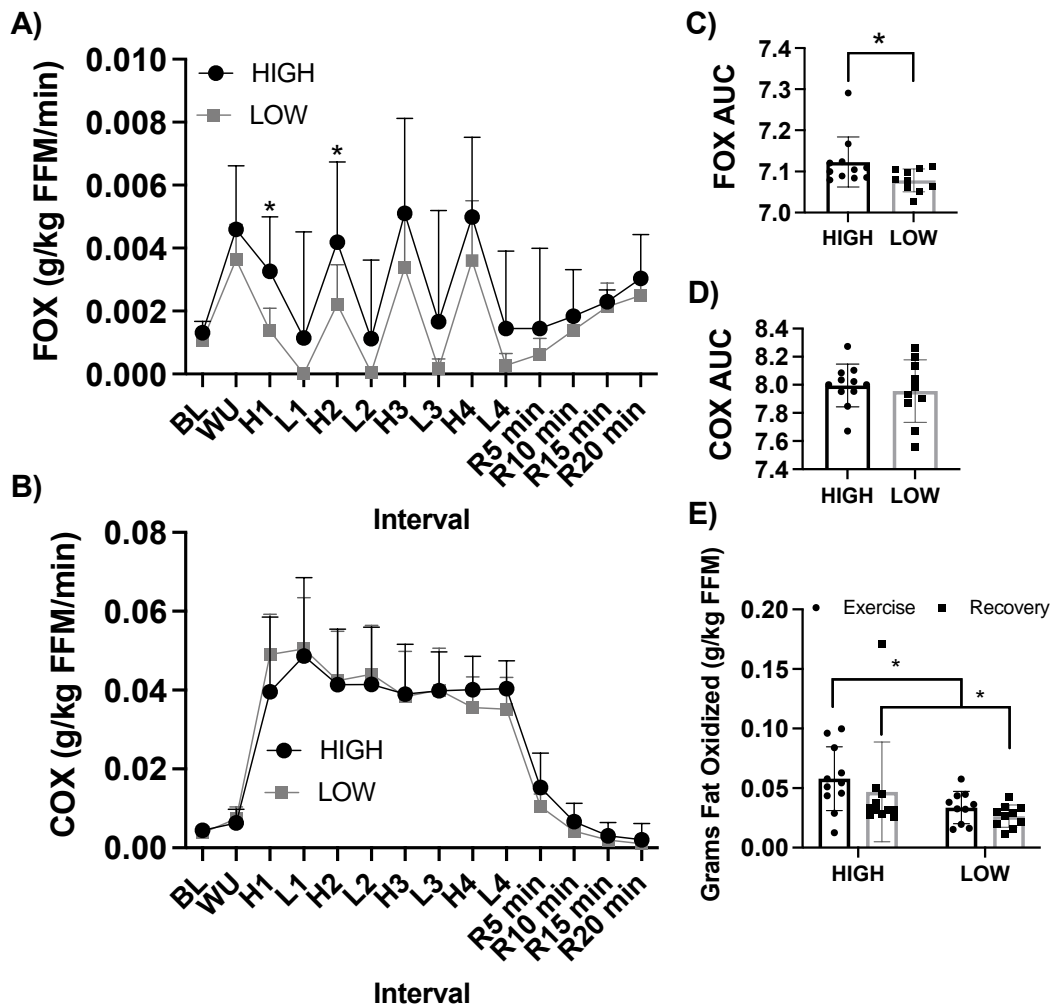 A)
FOX (g/kg FFM/min)
0.010
0.008
0.006
0.004
0.002
0.000
HIGH
LOW
*
*
BL
WU
H1
L1
H2
L2
H3
L3
H4
L4
R5 min
R10 min
R15 min
R20 min
Interval
B)
COX (g/kg FFM/min)
0.08
0.06
0.04
0.02
0.00
HIGH
LOW
BL
WU
H1
L1
H2
L2
H3
L3
H4
L4
R5 min
R10 min
R15 min
R20 min
Interval
C)
FOX AUC
7.4
7.3
7.2
7.1
7.0
*
HIGH
LOW
D)
COX AUC
8.4
8.2
8.0
7.8
7.6
7.4
HIGH
LOW
E)
Grams Fat Oxidized (g/kg FFM)
Exercise
Recovery
0.20
0.15
0.10
0.05
0.00
*
*
HIGH
LOW